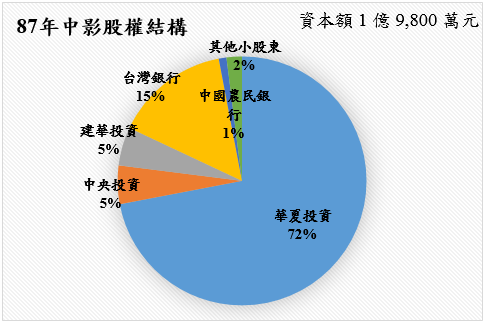 87年中影股權結構
資本額 1 億 9,800 萬元
其他小股東
2%
台灣銀行
15%
中國農民銀
行
1%
建華投資
5%
中央投資
5%
華夏投資
72%